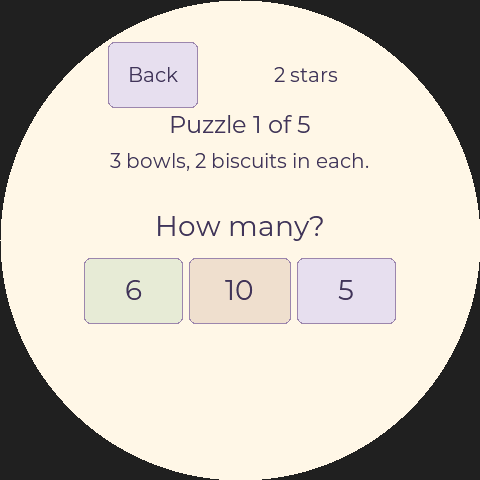 Back
2 stars
Puzzle 1 of 5
3 bowls, 2 biscuits in each.
How many?
6
10
5